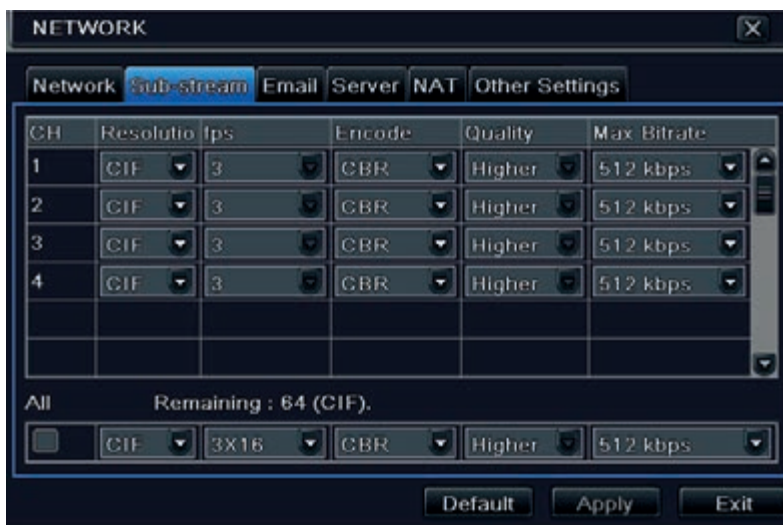 NETWORK
Network Sub-stream Email Server NAT Other Settings
CH Resolutio fps Encode Quality Max Bitrate
1 CIF 3 CBR Higher 512 kbps
2 CIF 3 CBR Higher 512 kbps
3 CIF 3 CBR Higher 512 kbps
4 CIF 3 CBR Higher 512 kbps
All Remaining : 64 (CIF).
CIF 3X16 CBR Higher 512 kbps
Default Apply Exit